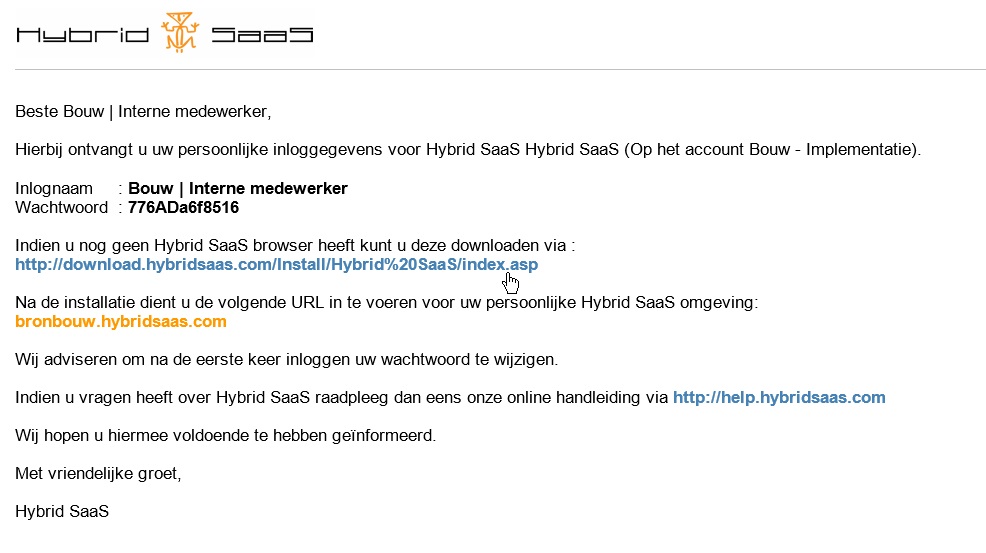 Hybrid SaaS
Beste Bouw | Interne medewerker,
Hierbij ontvangt u uw persoonlijke inloggegevens voor Hybrid SaaS Hybrid SaaS (Op het account Bouw - Implementatie).
Inlognaam : Bouw | Interne medewerker
Wachtwoord : 776ADa6f8516
Indien u nog geen Hybrid SaaS browser heeft kunt u deze downloaden via :
http://download.hybridsaas.com/Install/Hybrid%20SaaS/index.asp
Na de installatie dient u de volgende URL in te voeren voor uw persoonlijke Hybrid SaaS omgeving:
bronbouw.hybridsaas.com
Wij adviseren om na de eerste keer inloggen uw wachtwoord te wijzigen.
Indien u vragen heeft over Hybrid SaaS raadpleeg dan eens onze online handleiding via http://help.hybridsaas.com
Wij hopen u hiermee voldoende te hebben geïnformeerd.
Met vriendelijke groet,
Hybrid SaaS